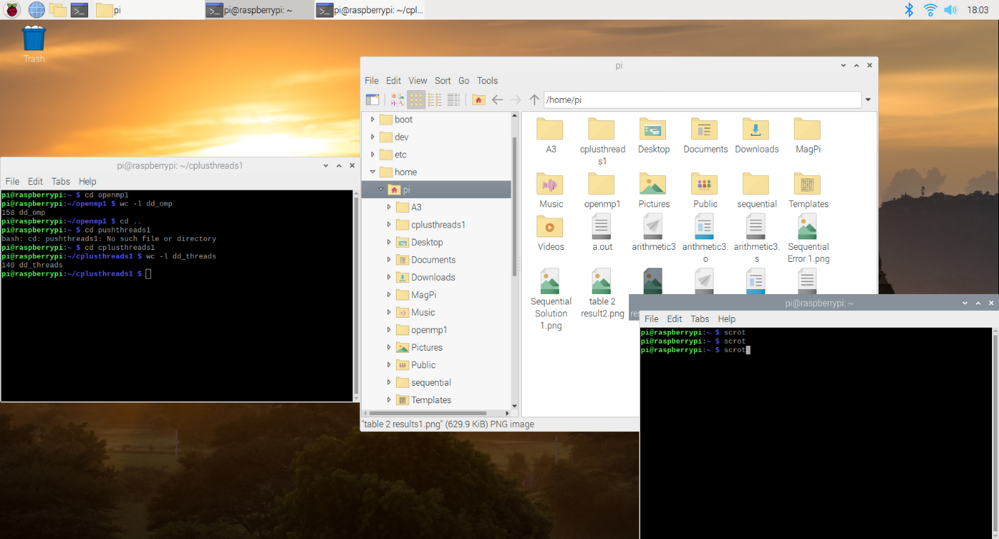 pi
pi@raspberrypi: ~
pi@raspberrypi: ~/cpl...
18:03
Trash
pi
File Edit View Sort Go Tools
/home/pi
boot
dev
etc
home
pi
A3
cplusthreads1
Desktop
Documents
Downloads
MagPi
Music
openmp1
Pictures
Public
sequential
Templates
A3
cplusthread
s1
Desktop
Documents
Downloads
MagPi
Music
openmp1
Pictures
Public
sequential
Templates
Videos
a.out
arithmetic3
arithmetic3.
o
arithmetic3.
s
Sequential
Error 1.png
Sequential
Solution
1.png
table 2
result2.png
"table 2 results1.png" (629.9 KiB) PNG image
pi@raspberrypi: ~/cplusthreads1
File Edit Tabs Help
pi@raspberrypi:~ $ cd openmp1
pi@raspberrypi:~/openmp1 $ wc -l dd_omp
158 dd_omp
pi@raspberrypi:~/openmp1 $ cd ..
pi@raspberrypi:~ $ cd pushthreads1
bash: cd: pushthreads1: No such file or directory
pi@raspberrypi:~ $ cd cplusthreads1
pi@raspberrypi:~/cplusthreads1 $ wc -l dd_threads
140 dd_threads
pi@raspberrypi:~/cplusthreads1 $
pi@raspberrypi: ~
File Edit Tabs Help
pi@raspberrypi:~ $ scrot
pi@raspberrypi:~ $ scrot
pi@raspberrypi:~ $ scrot